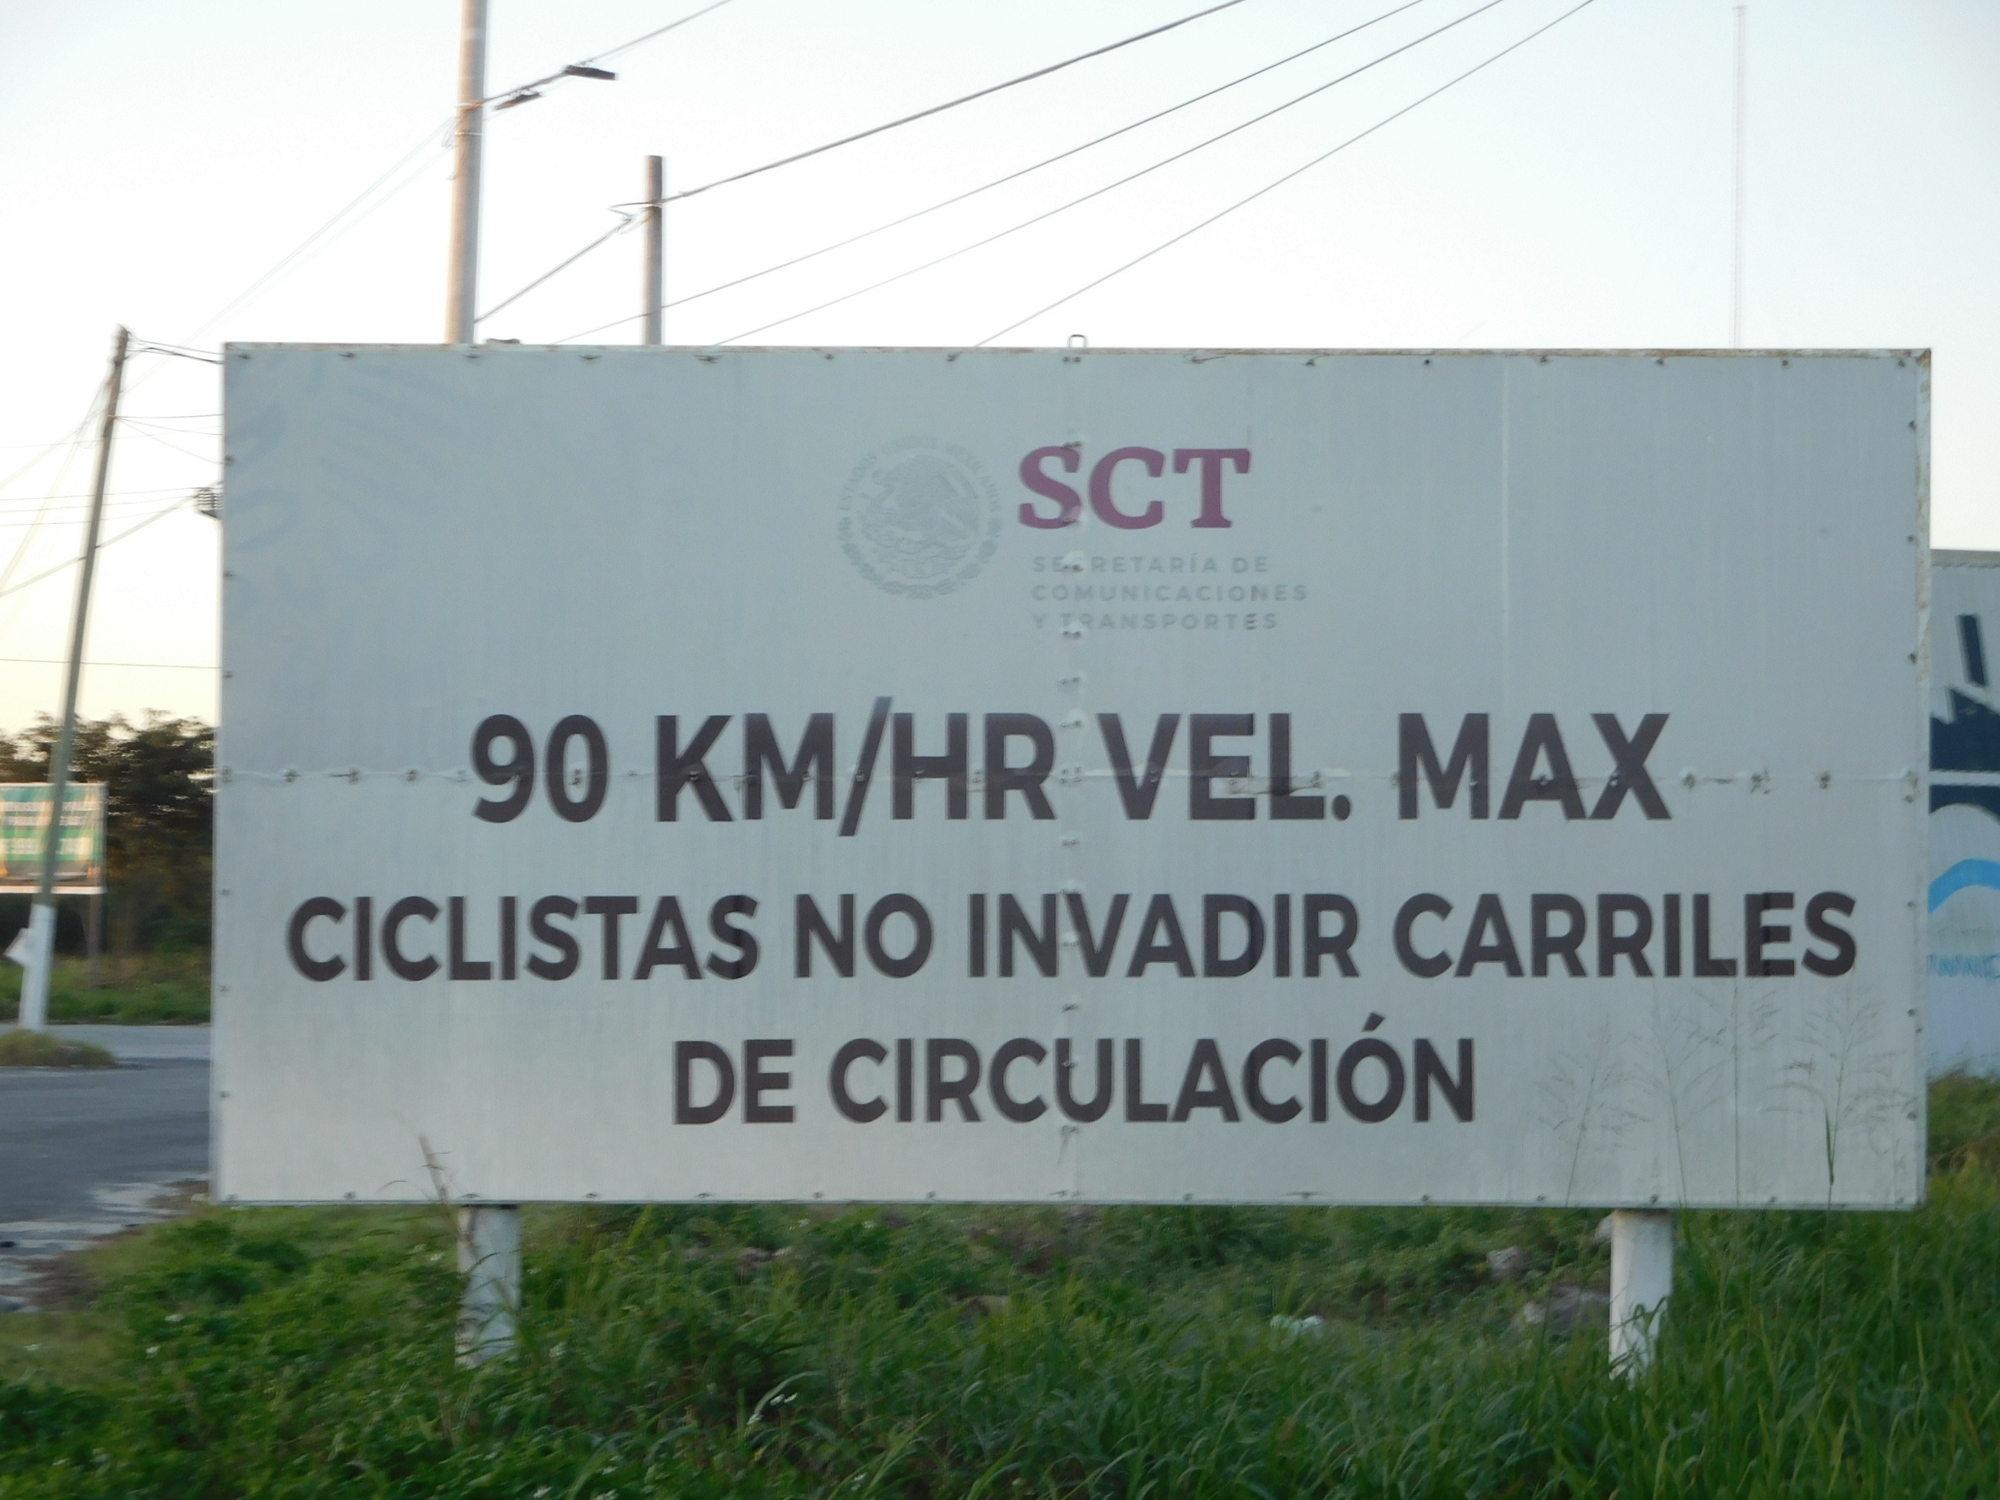 SCT
SECRETARÍA DE
COMUNICACIONES
Y TRANSPORTES
90 KM/HR VEL. MAX
CICLISTAS NO INVADIR CARRILES
DE CIRCULACIÓN